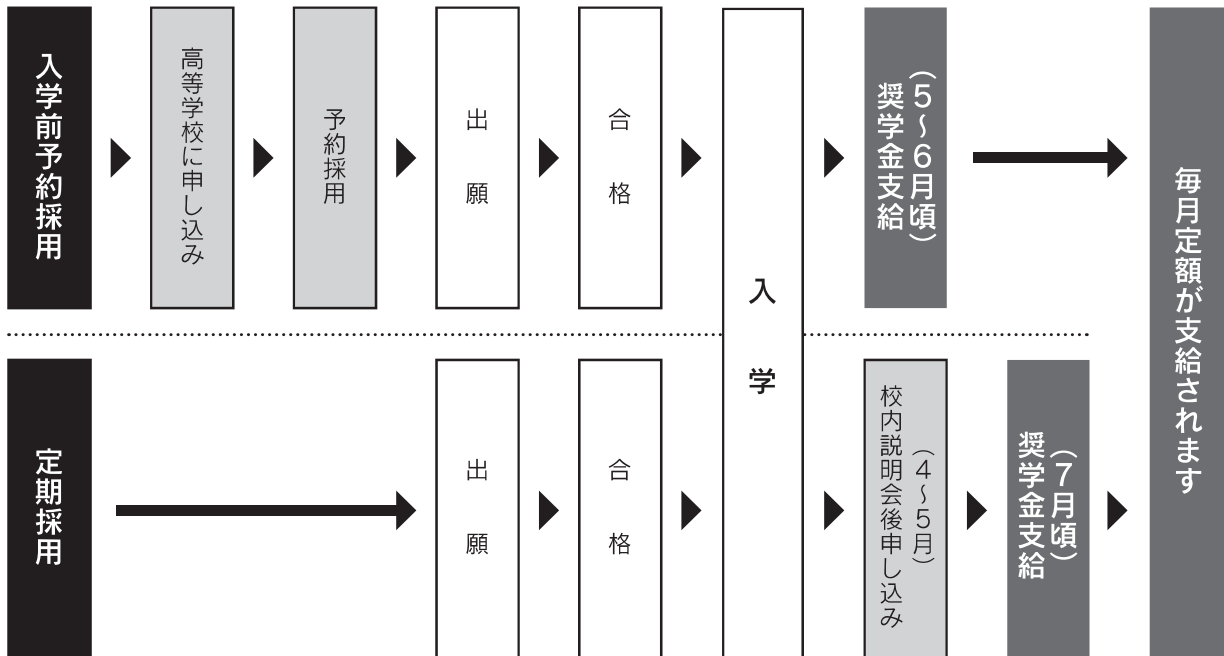 入学前予約採用
高等学校に申し込み
予約採用
出願
合格
入学
奨学金支給
（5～6月頃）
毎月定額が支給されます
定期採用
出願
合格
校内説明会後申し込み
（4～5月）
奨学金支給
（7月頃）